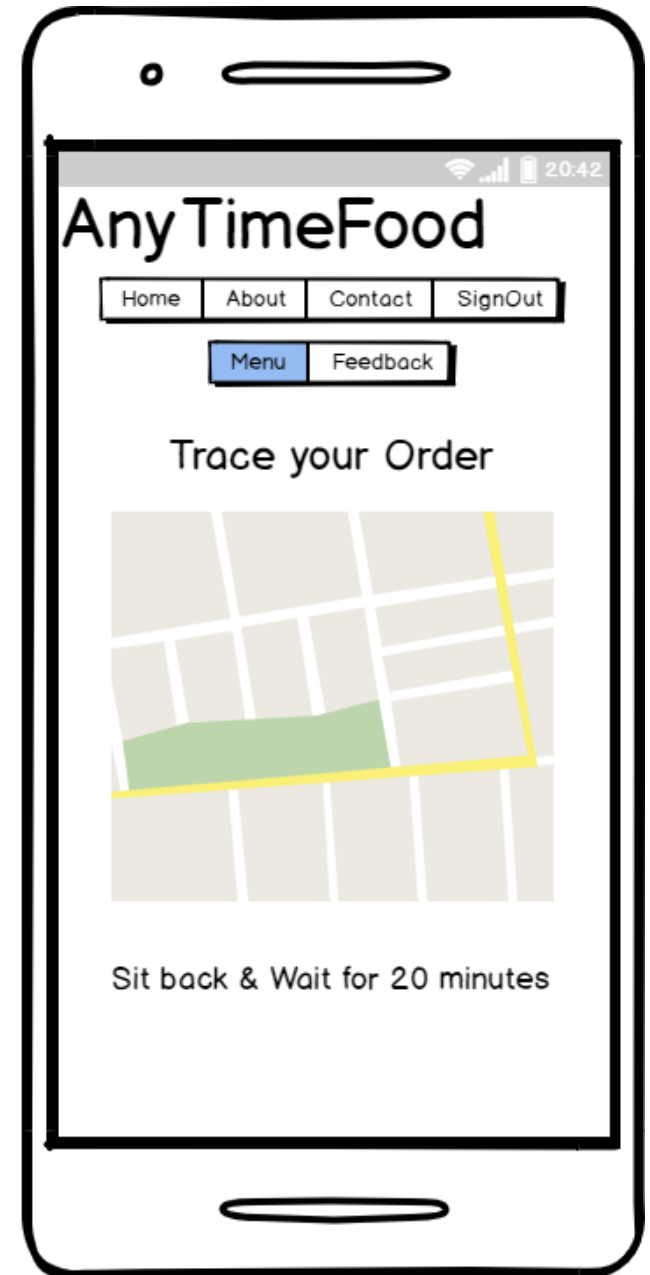 20:42
AnyTimeFood
Home About Contact SignOut
Menu Feedback
Trace your Order
Sit back & Wait for 20 minutes